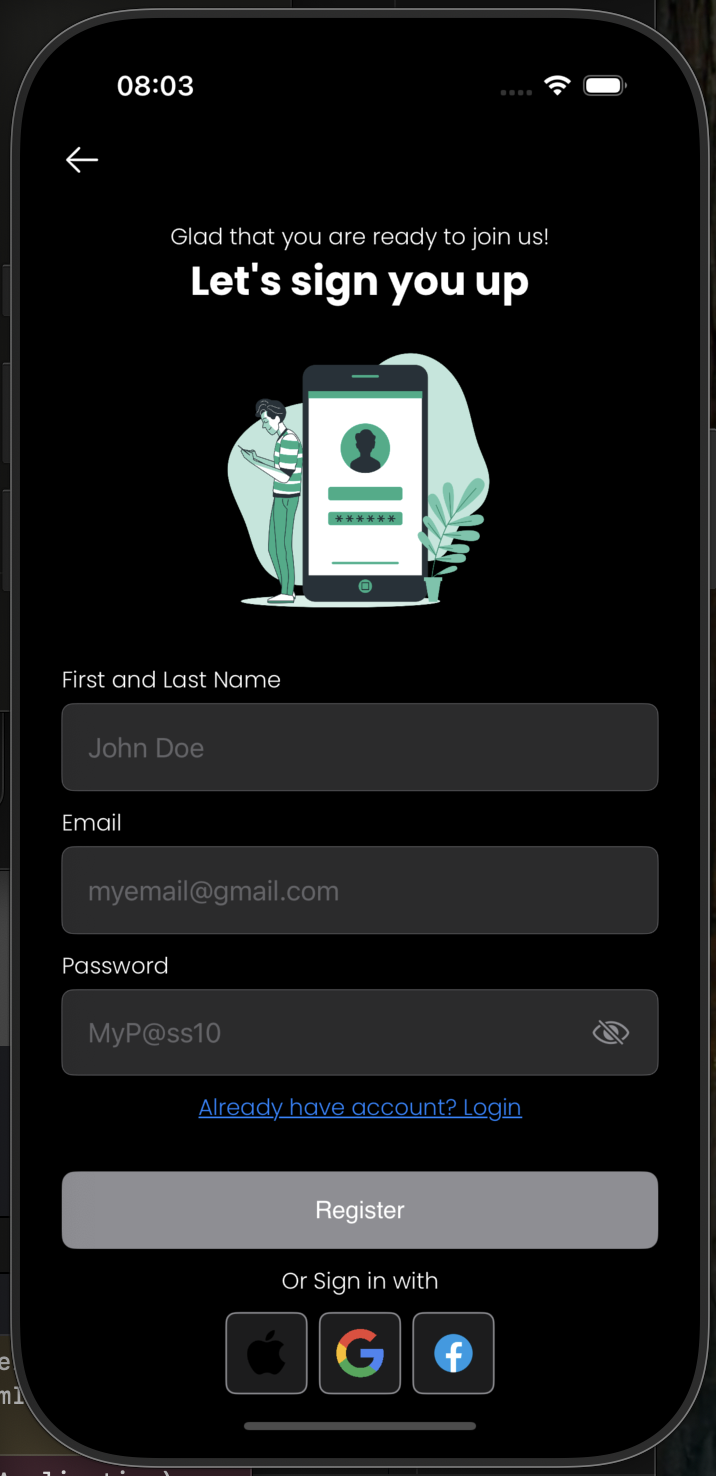 08:03
Glad that you are ready to join us!
Let's sign you up
******
First and Last Name
John Doe
Email
myemail@gmail.com
Password
MyP@ss10
Already have account? Login
Register
Or Sign in with